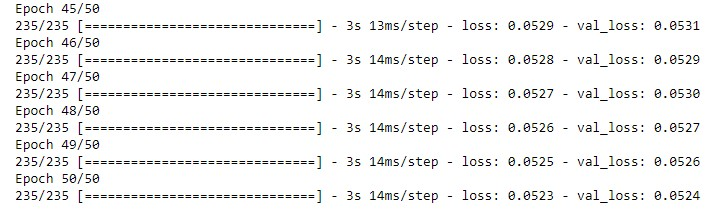 Epoch 45/50
235/235 [==============================] - 3s 13ms/step - loss: 0.0529 - val_loss: 0.0531
Epoch 46/50
235/235 [==============================] - 3s 14ms/step - loss: 0.0528 - val_loss: 0.0529
Epoch 47/50
235/235 [==============================] - 3s 14ms/step - loss: 0.0527 - val_loss: 0.0530
Epoch 48/50
235/235 [==============================] - 3s 14ms/step - loss: 0.0526 - val_loss: 0.0527
Epoch 49/50
235/235 [==============================] - 3s 14ms/step - loss: 0.0525 - val_loss: 0.0526
Epoch 50/50
235/235 [==============================] - 3s 14ms/step - loss: 0.0523 - val_loss: 0.0524